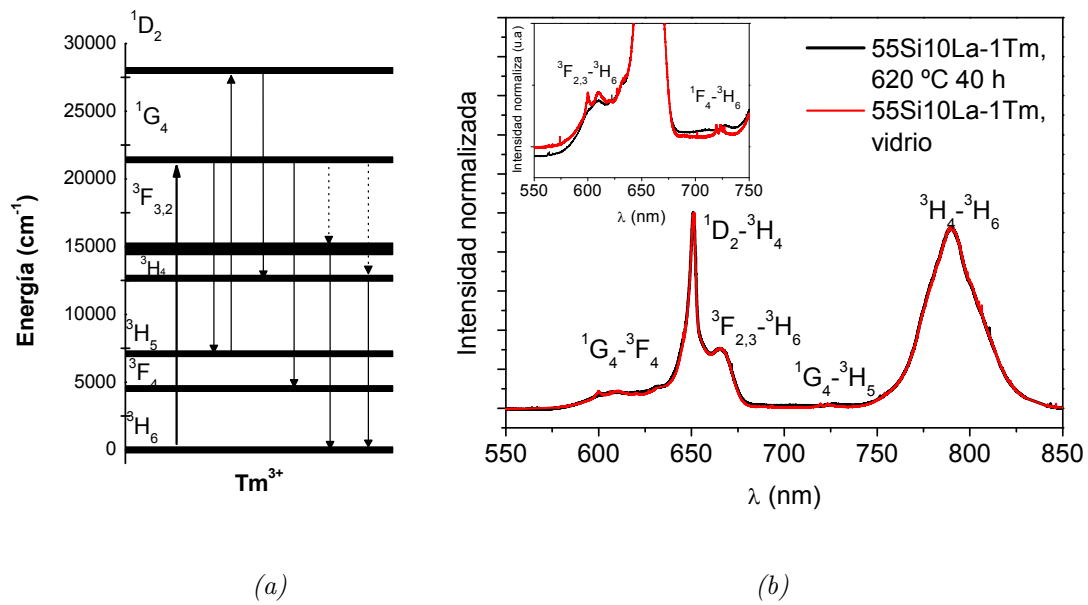 ¹D₂
30000
25000
¹G₄
20000
³F₃,₂
15000
³H₄
10000
³H₅
³F₄
5000
³H₆
0
Energía (cm⁻¹)
Tm³⁺
(a)
Intensidad normalizada
Intensidad normaliza (u.a)
³F₂,₃-³H₆
¹F₄-³H₆
550 600 650 700 750
λ (nm)
55Si10La-1Tm,
620 ºC 40 h
55Si10La-1Tm,
vidrio
³H₄-³H₆
¹D₂-³H₄
³F₂,₃-³H₆
¹G₄-³F₄
¹G₄-³H₅
550 600 650 700 750 800 850
λ (nm)
(b)